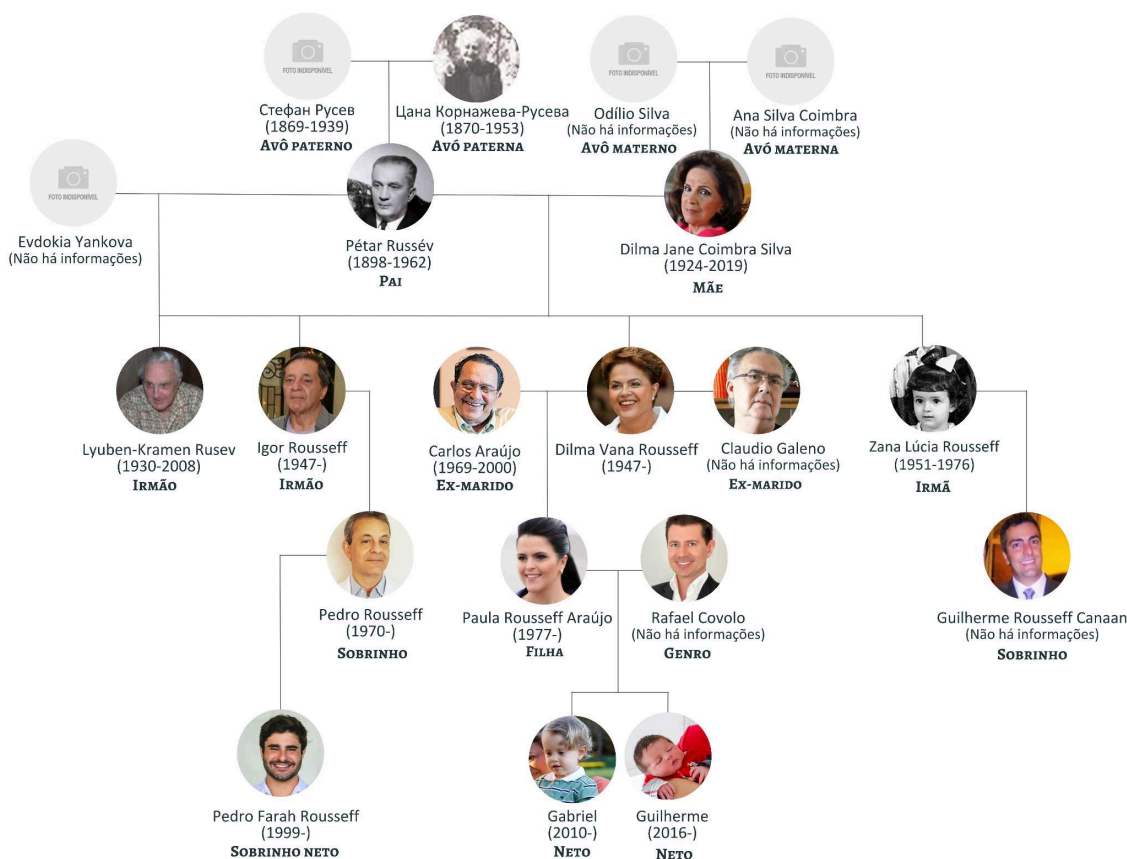 FOTO INDISPONÍVEL
Стефан Русев
(1869-1939)
Avô paterno
Цана Корнажева-Русева
(1870-1953)
Avó paterna
FOTO INDISPONÍVEL
Odílio Silva
(Não há informações)
Avô materno
FOTO INDISPONÍVEL
Ana Silva Coimbra
(Não há informações)
Avó materna
FOTO INDISPONÍVEL
Evdokia Yankova
(Não há informações)
Pétar Russév
(1898-1962)
Pai
Dilma Jane Coimbra Silva
(1924-2019)
Mãe
Lyuben-Kramen Rusev
(1930-2008)
Irmão
Igor Rousseff
(1947-)
Irmão
Carlos Araújo
(1969-2000)
Ex-marido
Dilma Vana Rousseff
(1947-)
Claudio Galeno
(Não há informações)
Ex-marido
Zana Lúcia Rousseff
(1951-1976)
Irmã
Pedro Rousseff
(1970-)
Sobrinho
Paula Rousseff Araújo
(1977-)
Filha
Rafael Covolo
(Não há informações)
Genro
Guilherme Rousseff Canaan
(Não há informações)
Sobrinho
Pedro Farah Rousseff
(1999-)
Sobrinho neto
Gabriel
(2010-)
Neto
Guilherme
(2016-)
Neto